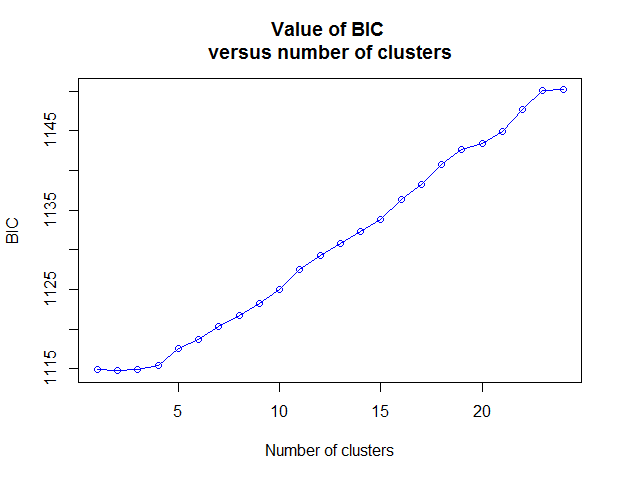 Value of BIC
versus number of clusters
BIC
1145
1135
1125
1115
5 10 15 20
Number of clusters